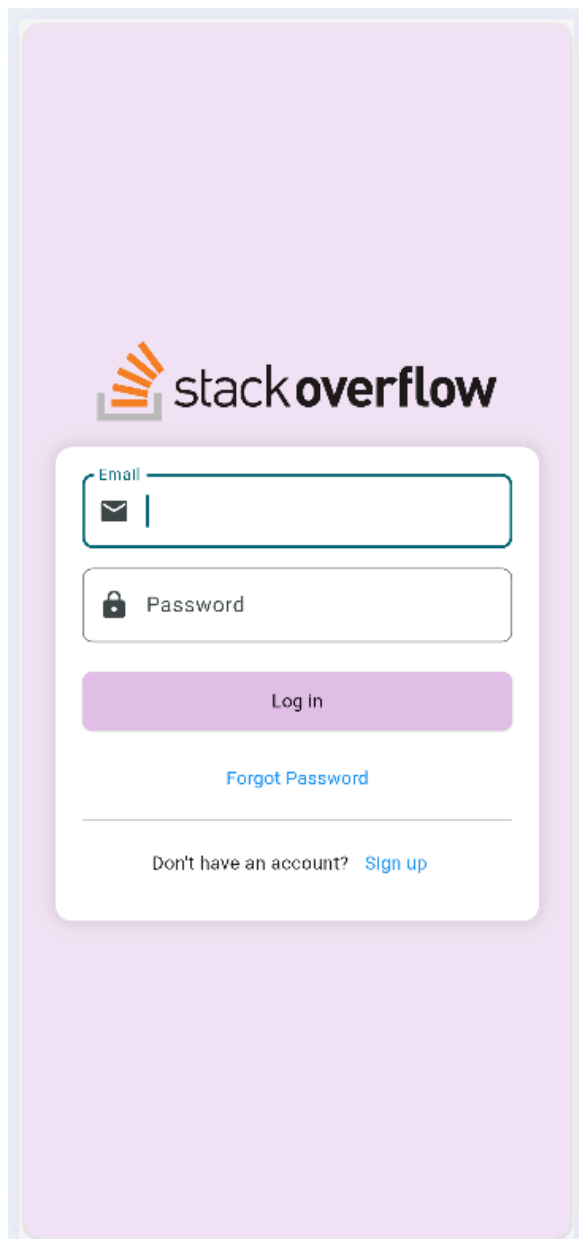 stackoverflow
Email
Password
Log in
Forgot Password
Don't have an account? Sign up